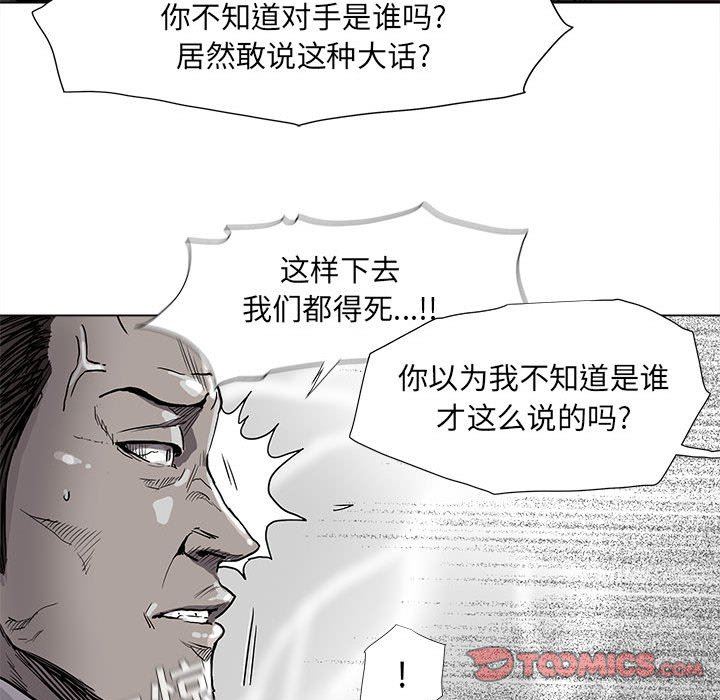 你不知道对手是谁吗?
居然敢说这种大话?
这样下去
我们都得死...!!
你以为我不知道是谁
才这么说的吗?
!
TOOMICS.COM